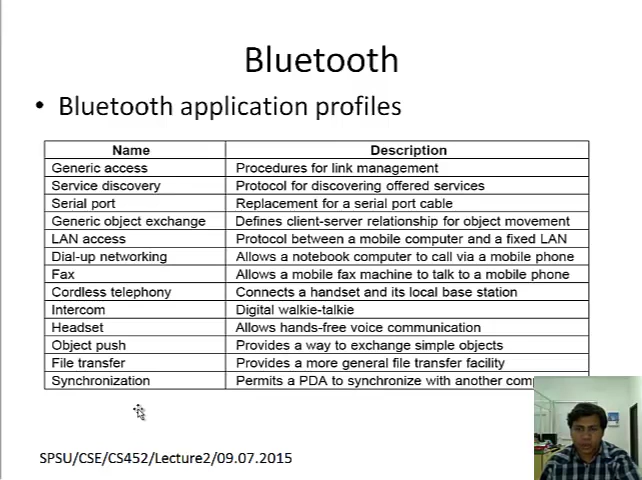 Bluetooth
• Bluetooth application profiles
Name Description
Generic access Procedures for link management
Service discovery Protocol for discovering offered services
Serial port Replacement for a serial port cable
Generic object exchange Defines client-server relationship for object movement
LAN access Protocol between a mobile computer and a fixed LAN
Dial-up networking Allows a notebook computer to call via a mobile phone
Fax Allows a mobile fax machine to talk to a mobile phone
Cordless telephony Connects a handset and its local base station
Intercom Digital walkie-talkie
Headset Allows hands-free voice communication
Object push Provides a way to exchange simple objects
File transfer Provides a more general file transfer facility
Synchronization Permits a PDA to synchronize with another
SPSU/CSE/CS452/Lecture2/09.07.2015